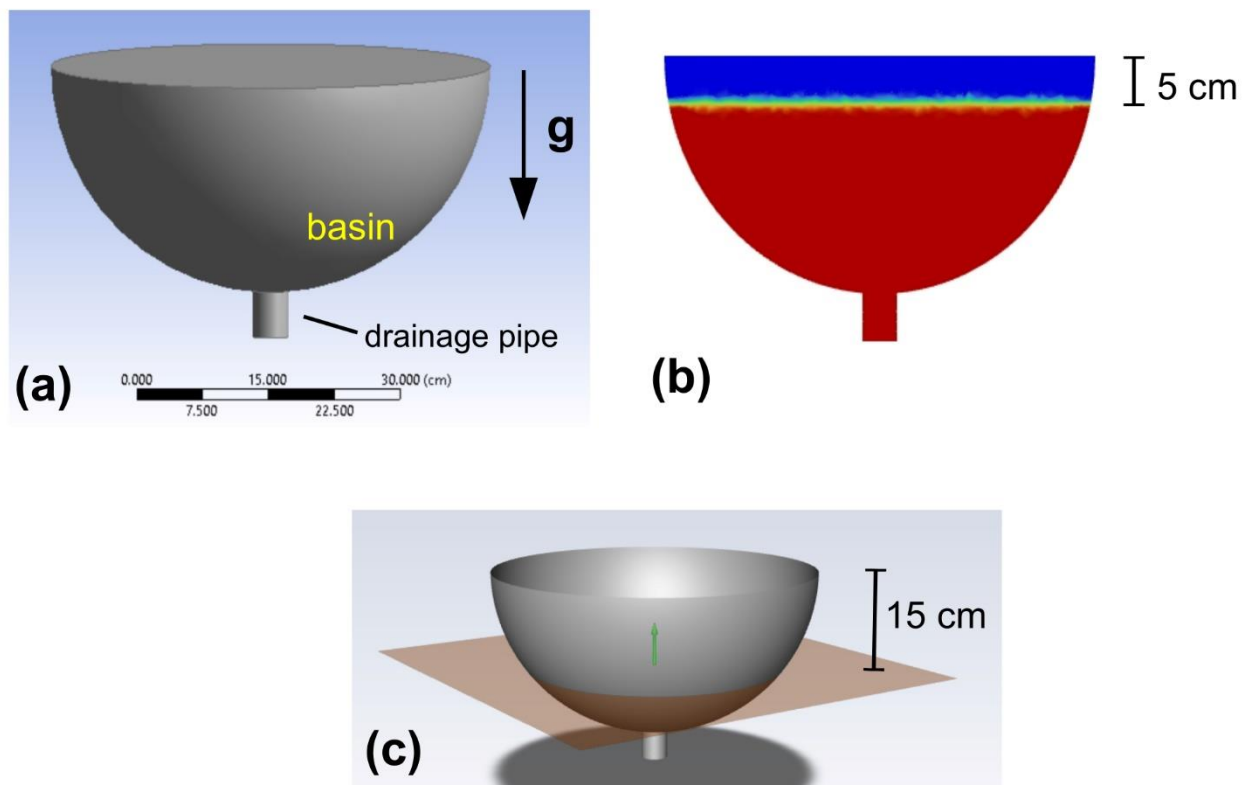 g
basin
drainage pipe
(a)
0.000 15.000 30.000 (cm)
7.500 22.500
5 cm
(b)
15 cm
(c)